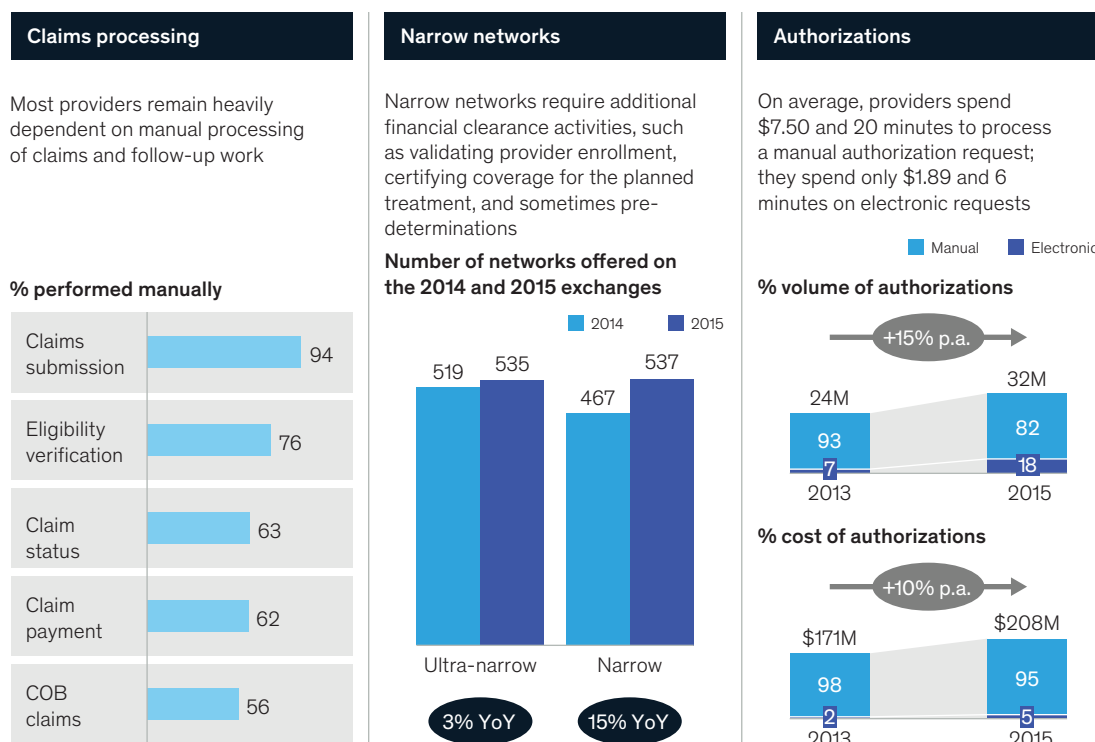 Claims processing
Most providers remain heavily
dependent on manual processing
of claims and follow-up work
% performed manually
Claims
submission
94
Eligibility
verification
76
Claim
status
63
Claim
payment
62
COB
claims
56
Narrow networks
Narrow networks require additional
financial clearance activities, such
as validating provider enrollment,
certifying coverage for the planned
treatment, and sometimes pre-
determinations
Number of networks offered on
the 2014 and 2015 exchanges
2014 2015
519 535 467 537
Ultra-narrow Narrow
3% YoY 15% YoY
Authorizations
On average, providers spend
$7.50 and 20 minutes to process
a manual authorization request;
they spend only $1.89 and 6
minutes on electronic requests
Manual Electronic
% volume of authorizations
+15% p.a.
24M 32M
93 82
7 18
2013 2015
% cost of authorizations
+10% p.a.
$171M $208M
98 95
2 5
2013 2015